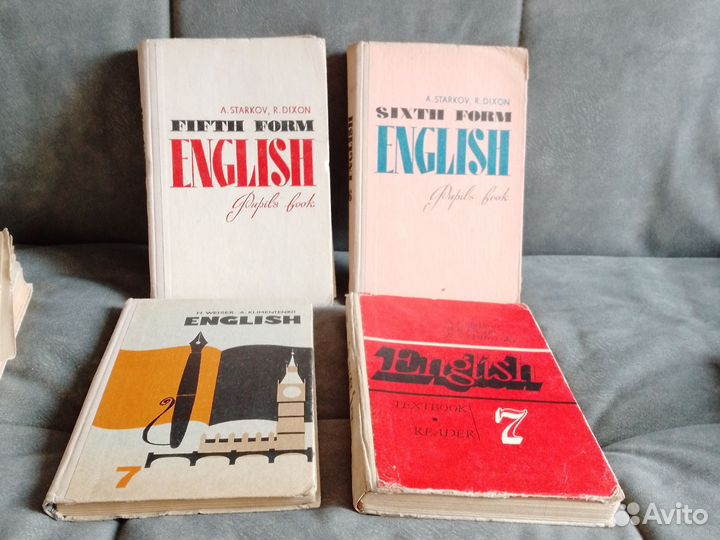 A. STARKOV, R. DIXON
FIFTH FORM
ENGLISH
Pupil's book
A. STARKOV, R. DIXON
SIXTH FORM
ENGLISH
Pupil's book
N. WEISER, A. KLIMENTENKO
ENGLISH
7
English
TEXTBOOK
READER
7
Avito